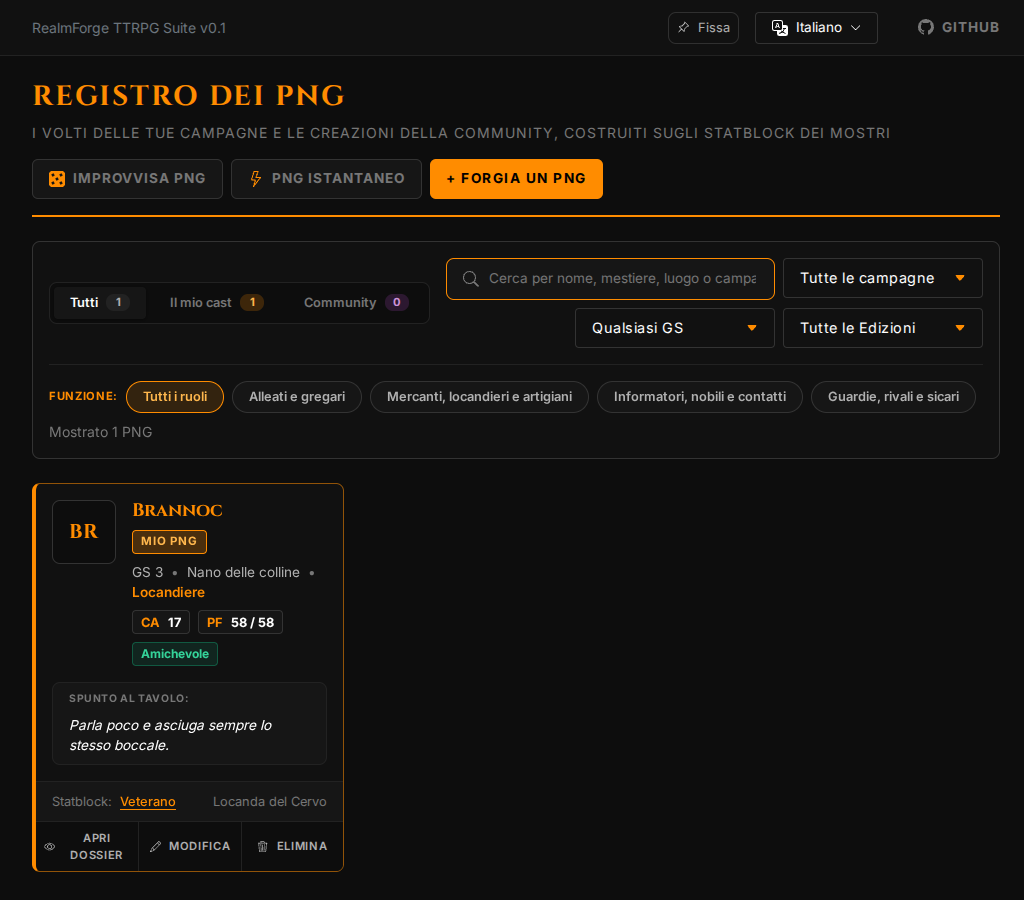 RealmForge TTRPG Suite v0.1
Fissa
Italiano
GITHUB
REGISTRO DEI PNG
I VOLTI DELLE TUE CAMPAGNE E LE CREAZIONI DELLA COMMUNITY, COSTRUITI SUGLI STATBLOCK DEI MOSTRI
IMPROVVISA PNG
PNG ISTANTANEO
+ FORGIA UN PNG
Tutti 1
Il mio cast 1
Community 0
Cerca per nome, mestiere, luogo o campa
Tutte le campagne
Qualsiasi GS
Tutte le Edizioni
FUNZIONE:
Tutti i ruoli
Alleati e gregari
Mercanti, locandieri e artigiani
Informatori, nobili e contatti
Guardie, rivali e sicari
Mostrato 1 PNG
BR
Brannoc
MIO PNG
GS 3 • Nano delle colline •
Locandiere
CA 17
PF 58 / 58
Amichevole
SPUNTO AL TAVOLO:
Parla poco e asciuga sempre lo
stesso boccale.
Statblock: Veterano
Locanda del Cervo
APRI
DOSSIER
MODIFICA
ELIMINA